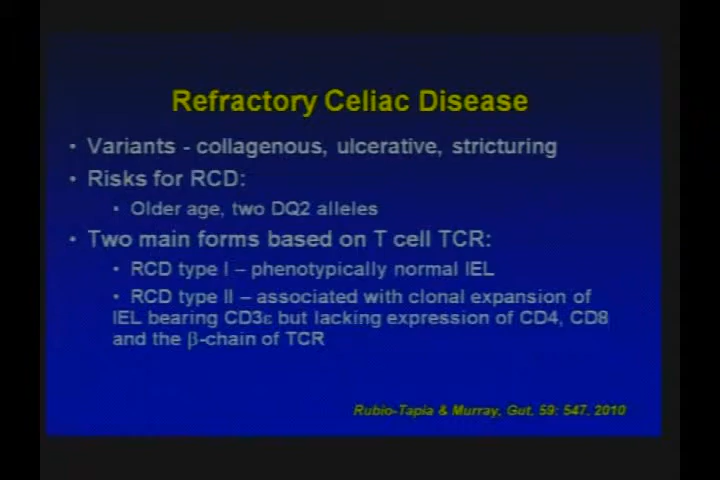 Refractory Celiac Disease
• Variants - collagenous, ulcerative, stricturing
• Risks for RCD:
• Older age, two DQ2 alleles
• Two main forms based on T cell TCR:
• RCD type I – phenotypically normal IEL
• RCD type II – associated with clonal expansion of
IEL bearing CD3ε but lacking expression of CD4, CD8
and the β-chain of TCR
Rubio-Tapia & Murray, Gut, 59: 547, 2010